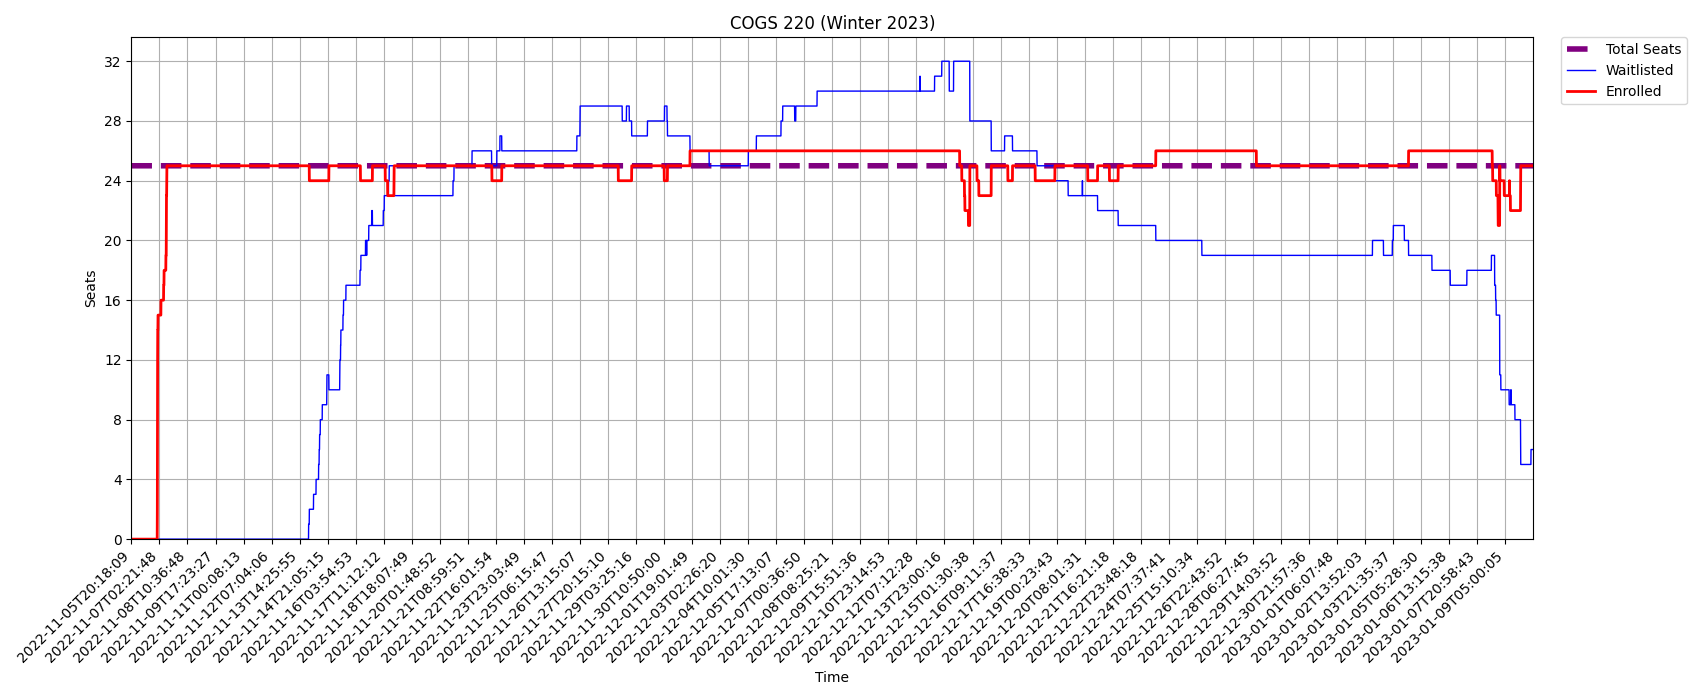 COGS 220 (Winter 2023)
Total Seats
Waitlisted
Enrolled
Seats
32
28
24
20
16
12
8
4
0
2022-11-05T20:18:09
2022-11-07T02:21:48
2022-11-08T10:36:48
2022-11-09T17:23:27
2022-11-11T00:08:13
2022-11-12T07:04:06
2022-11-13T14:25:55
2022-11-14T21:05:15
2022-11-16T03:54:53
2022-11-17T11:12:12
2022-11-18T18:07:49
2022-11-20T01:48:52
2022-11-21T08:59:51
2022-11-22T16:01:54
2022-11-23T23:03:49
2022-11-25T06:15:47
2022-11-26T13:15:07
2022-11-27T20:15:10
2022-11-29T03:25:16
2022-11-30T10:50:00
2022-12-01T19:01:49
2022-12-03T02:26:20
2022-12-04T10:01:30
2022-12-05T17:13:07
2022-12-07T00:36:50
2022-12-08T08:25:21
2022-12-09T15:51:36
2022-12-10T23:14:53
2022-12-12T07:12:28
2022-12-13T23:00:16
2022-12-15T01:30:38
2022-12-16T09:11:37
2022-12-17T16:38:33
2022-12-19T00:23:43
2022-12-20T08:01:31
2022-12-21T16:21:18
2022-12-22T23:48:18
2022-12-24T07:37:41
2022-12-25T15:10:34
2022-12-26T22:43:52
2022-12-28T06:27:45
2022-12-29T14:03:52
2022-12-30T21:57:36
2023-01-01T06:07:48
2023-01-02T13:52:03
2023-01-03T21:35:37
2023-01-05T05:28:30
2023-01-06T13:15:38
2023-01-07T20:58:43
2023-01-09T05:00:05
Time